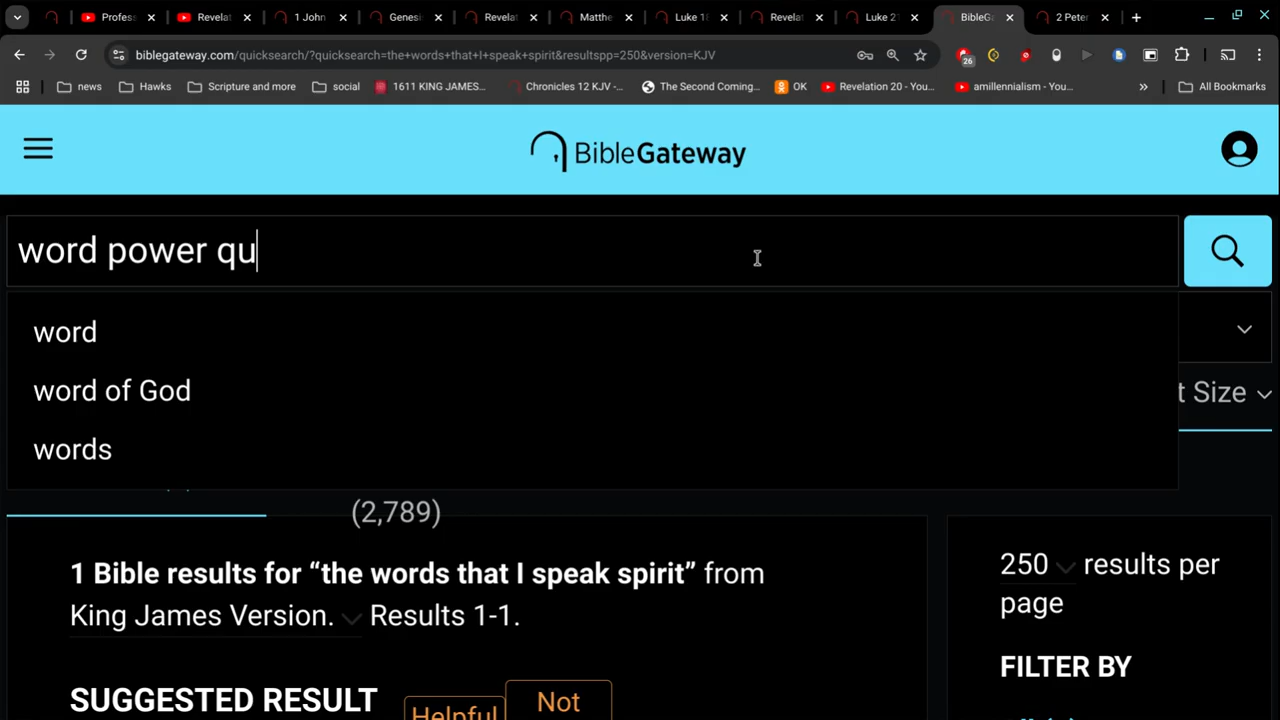 Profess
Revelat
1 John
Genesi
Revelat
Matthe
Luke 18
Revelat
Luke 21
BibleGa
2 Peter
biblegateway.com/quicksearch/?quicksearch=the+words+that+I+speak+spirit&resultspp=250&version=KJV
26
news
Hawks
Scripture and more
social
1611 KING JAMES...
Chronicles 12 KJV -...
The Second Coming...
OK
Revelation 20 - You...
amillennialism - You...
All Bookmarks
BibleGateway
word power qu
word
word of God
words
t Size
(2,789)
1 Bible results for “the words that I speak spirit” from
King James Version. Results 1-1.
250 results per
page
FILTER BY
SUGGESTED RESULT
Helpful
Not